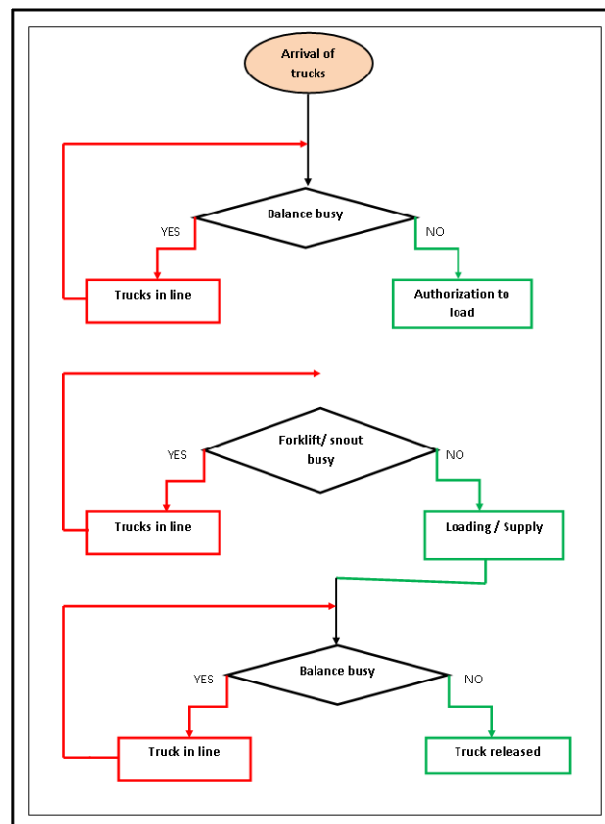 Arrival of
trucks
Balance busy
YES
NO
Trucks in line
Authorization to
load
Forklift/ snout
busy
YES
NO
Trucks in line
Loading / Supply
Balance busy
YES
NO
Truck in line
Truck released